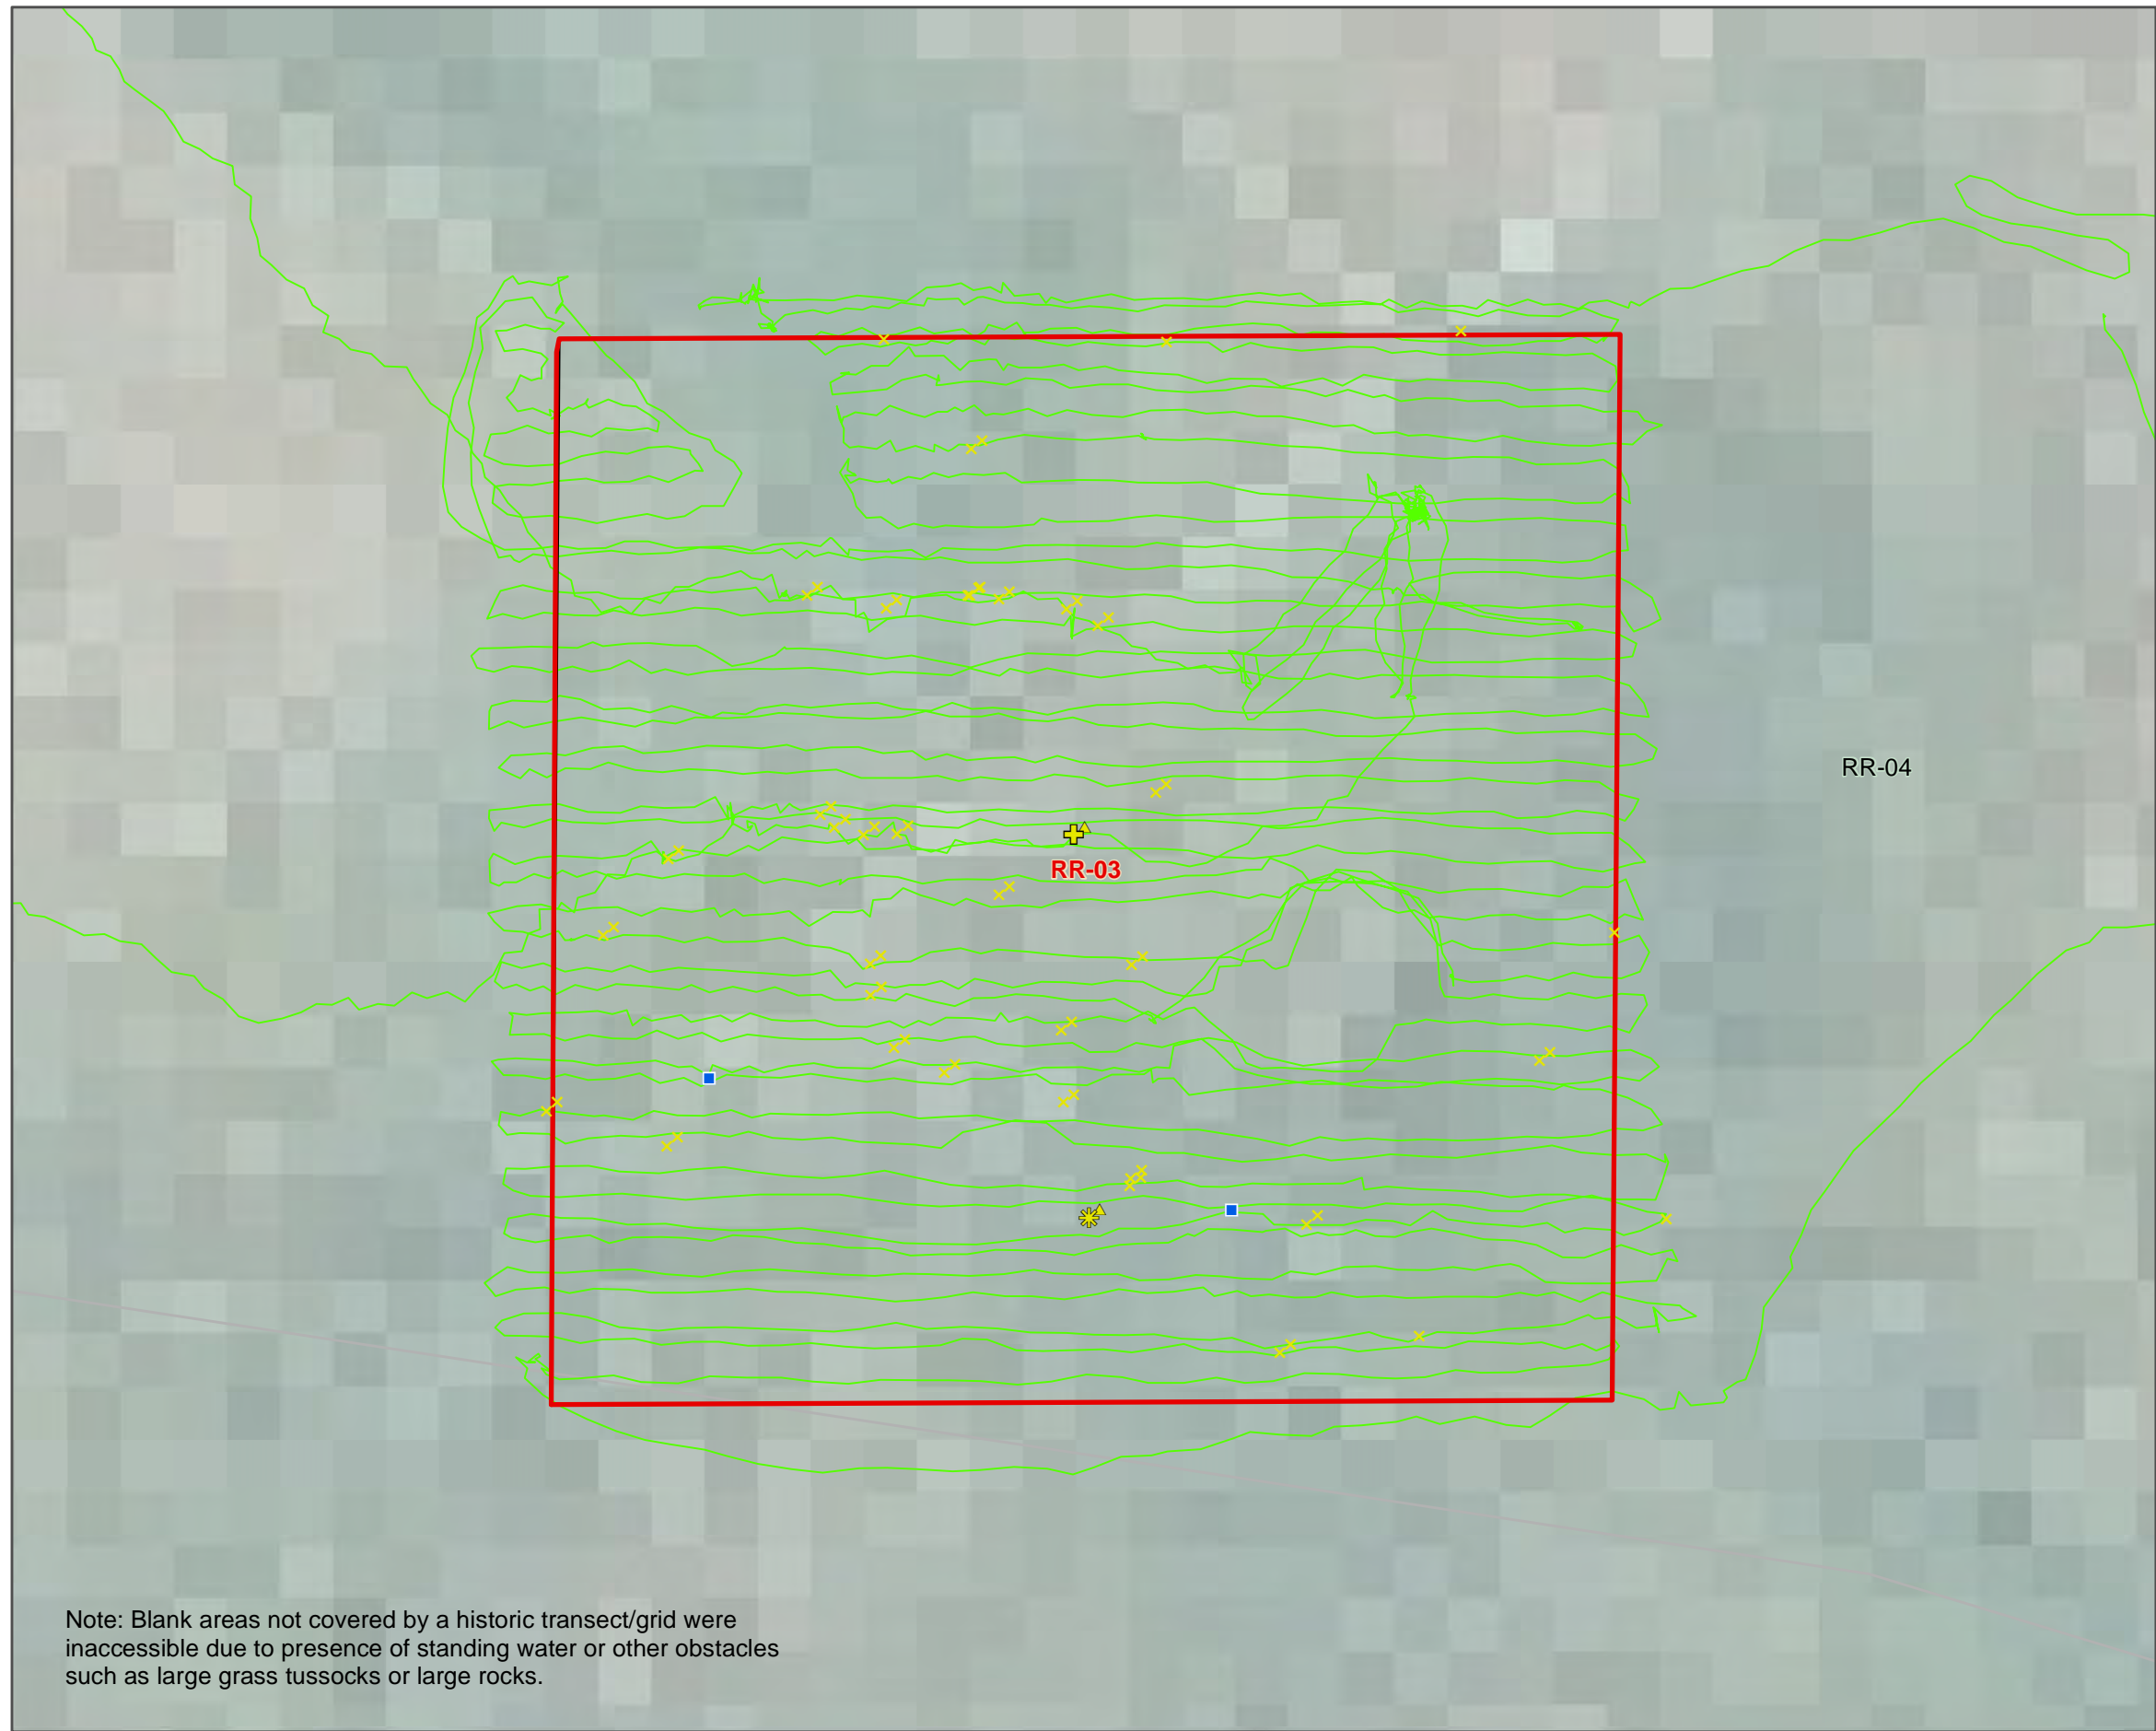 RR-04
RR-03
Note: Blank areas not covered by a historic transect/grid were
inaccessible due to presence of standing water or other obstacles
such as large grass tussocks or large rocks.